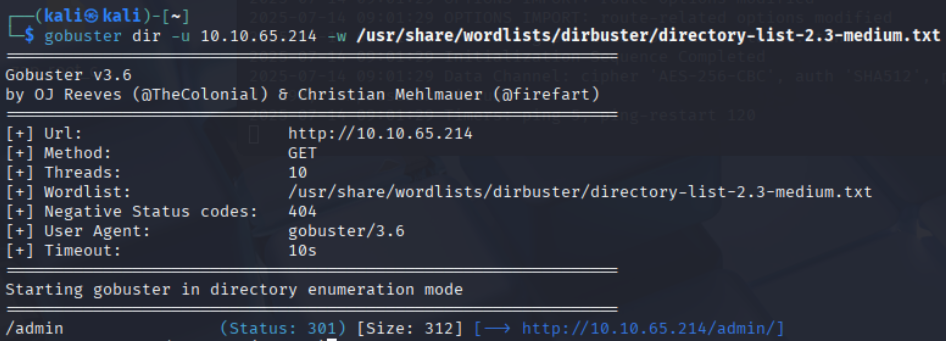 ┌──(kali㉿kali)-[~]
└─$ gobuster dir -u 10.10.65.214 -w /usr/share/wordlists/dirbuster/directory-list-2.3-medium.txt
===============================================================
Gobuster v3.6
by OJ Reeves (@TheColonial) & Christian Mehlmauer (@firefart)
===============================================================
[+] Url:                     http://10.10.65.214
[+] Method:                  GET
[+] Threads:                 10
[+] Wordlist:                /usr/share/wordlists/dirbuster/directory-list-2.3-medium.txt
[+] Negative Status codes:   404
[+] User Agent:              gobuster/3.6
[+] Timeout:                 10s
===============================================================
Starting gobuster in directory enumeration mode
===============================================================
/admin                (Status: 301) [Size: 312] [--> http://10.10.65.214/admin/]